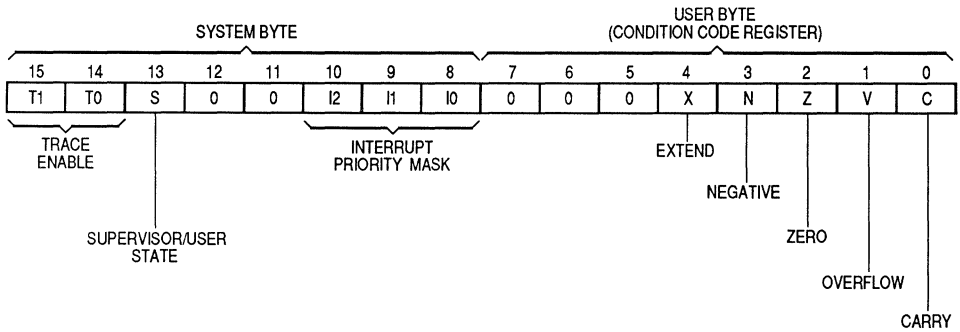 SYSTEM BYTE
USER BYTE
(CONDITION CODE REGISTER)
15 14 13 12 11 10 9 8 7 6 5 4 3 2 1 0
T1 T0 S 0 0 I2 I1 I0 0 0 0 X N Z V C
TRACE
ENABLE
INTERRUPT
PRIORITY MASK
EXTEND
NEGATIVE
SUPERVISOR/USER
STATE
ZERO
OVERFLOW
CARRY